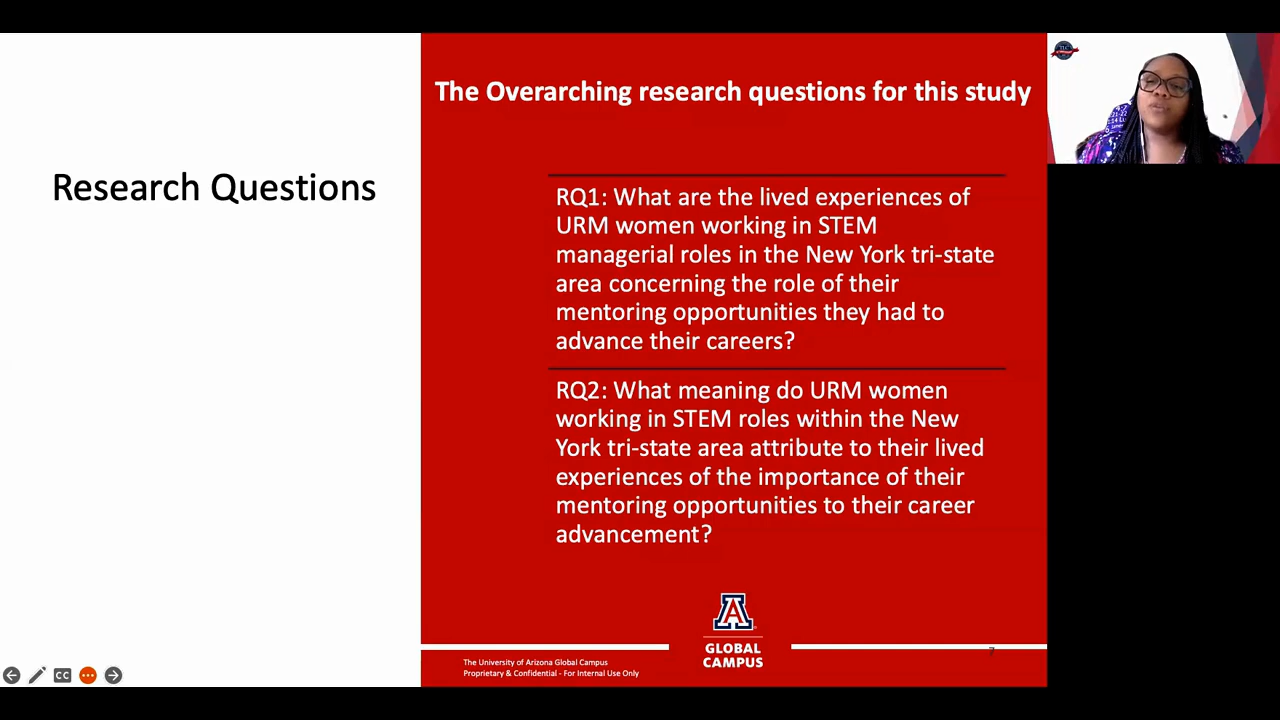 The Overarching research questions for this study
Research Questions
RQ1: What are the lived experiences of
URM women working in STEM
managerial roles in the New York tri-state
area concerning the role of their
mentoring opportunities they had to
advance their careers?
RQ2: What meaning do URM women
working in STEM roles within the New
York tri-state area attribute to their lived
experiences of the importance of their
mentoring opportunities to their career
advancement?
A
GLOBAL
CAMPUS
The University of Arizona Global Campus
Proprietary & Confidential - For Internal Use Only
7
CC